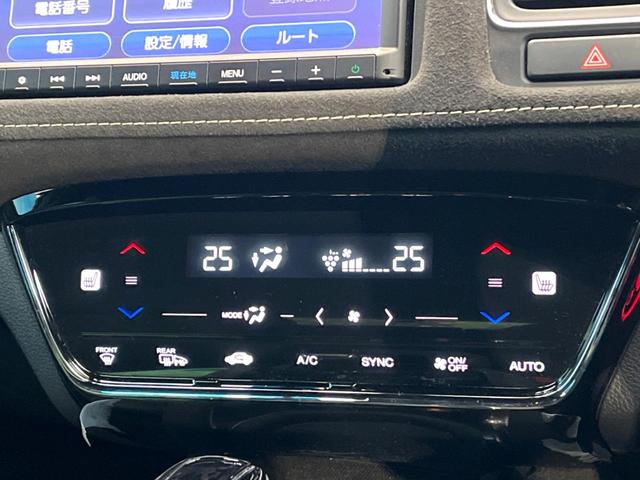 電話番号
履歴
電話
設定/情報
ルート
AUDIO 現在地 MENU − +
25 25
MODE
FRONT REAR A/C SYNC ON/OFF AUTO